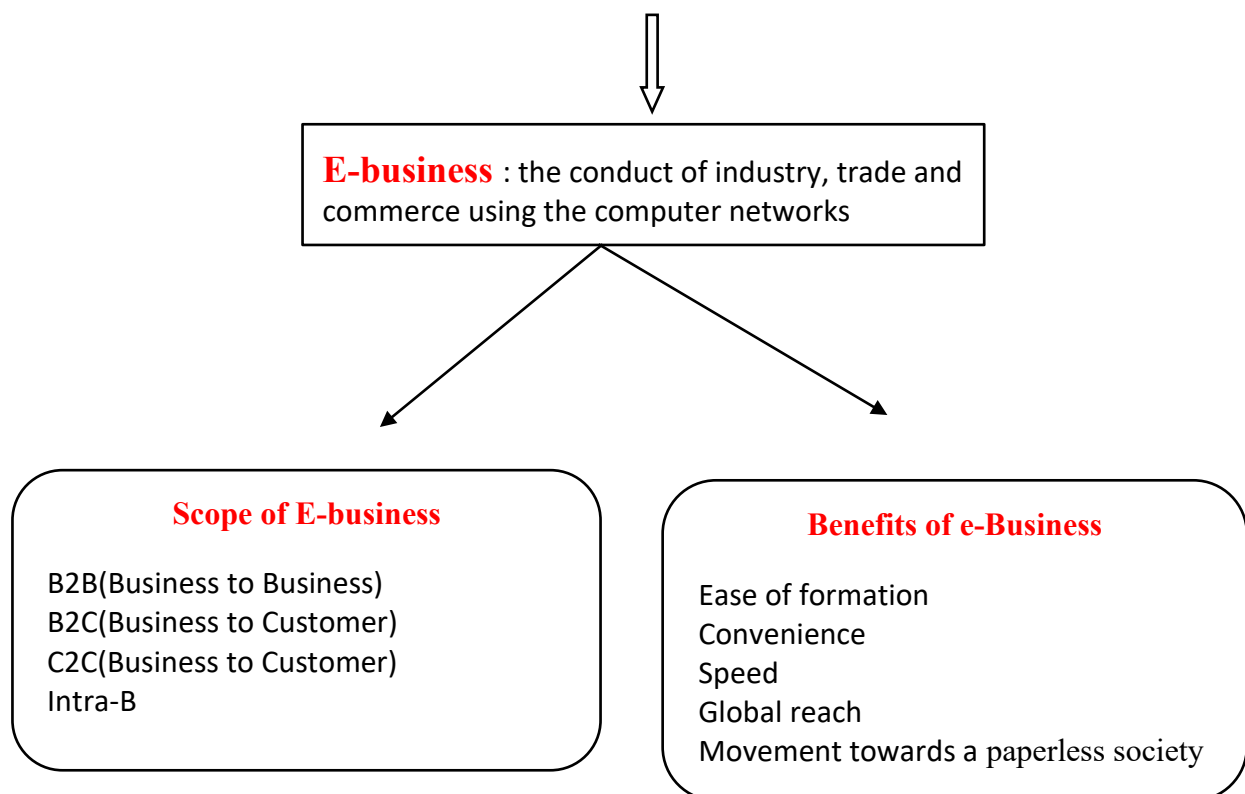 E-business : the conduct of industry, trade and
commerce using the computer networks
Scope of E-business
B2B(Business to Business)
B2C(Business to Customer)
C2C(Business to Customer)
Intra-B
Benefits of e-Business
Ease of formation
Convenience
Speed
Global reach
Movement towards a paperless society